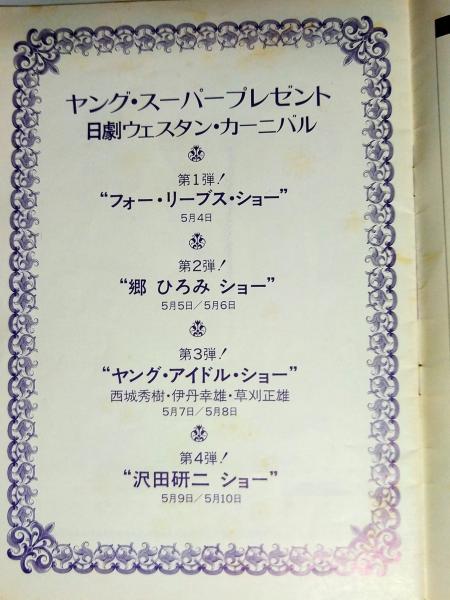 ヤング・スーパープレゼント
日劇ウェスタン・カーニバル
第1弾!
“フォー・リーブス・ショー”
5月4日
第2弾!
“郷 ひろみ ショー”
5月5日/5月6日
第3弾!
“ヤング・アイドル・ショー”
西城秀樹・伊丹幸雄・草刈正雄
5月7日/5月8日
第4弾!
“沢田研二 ショー”
5月9日/5月10日